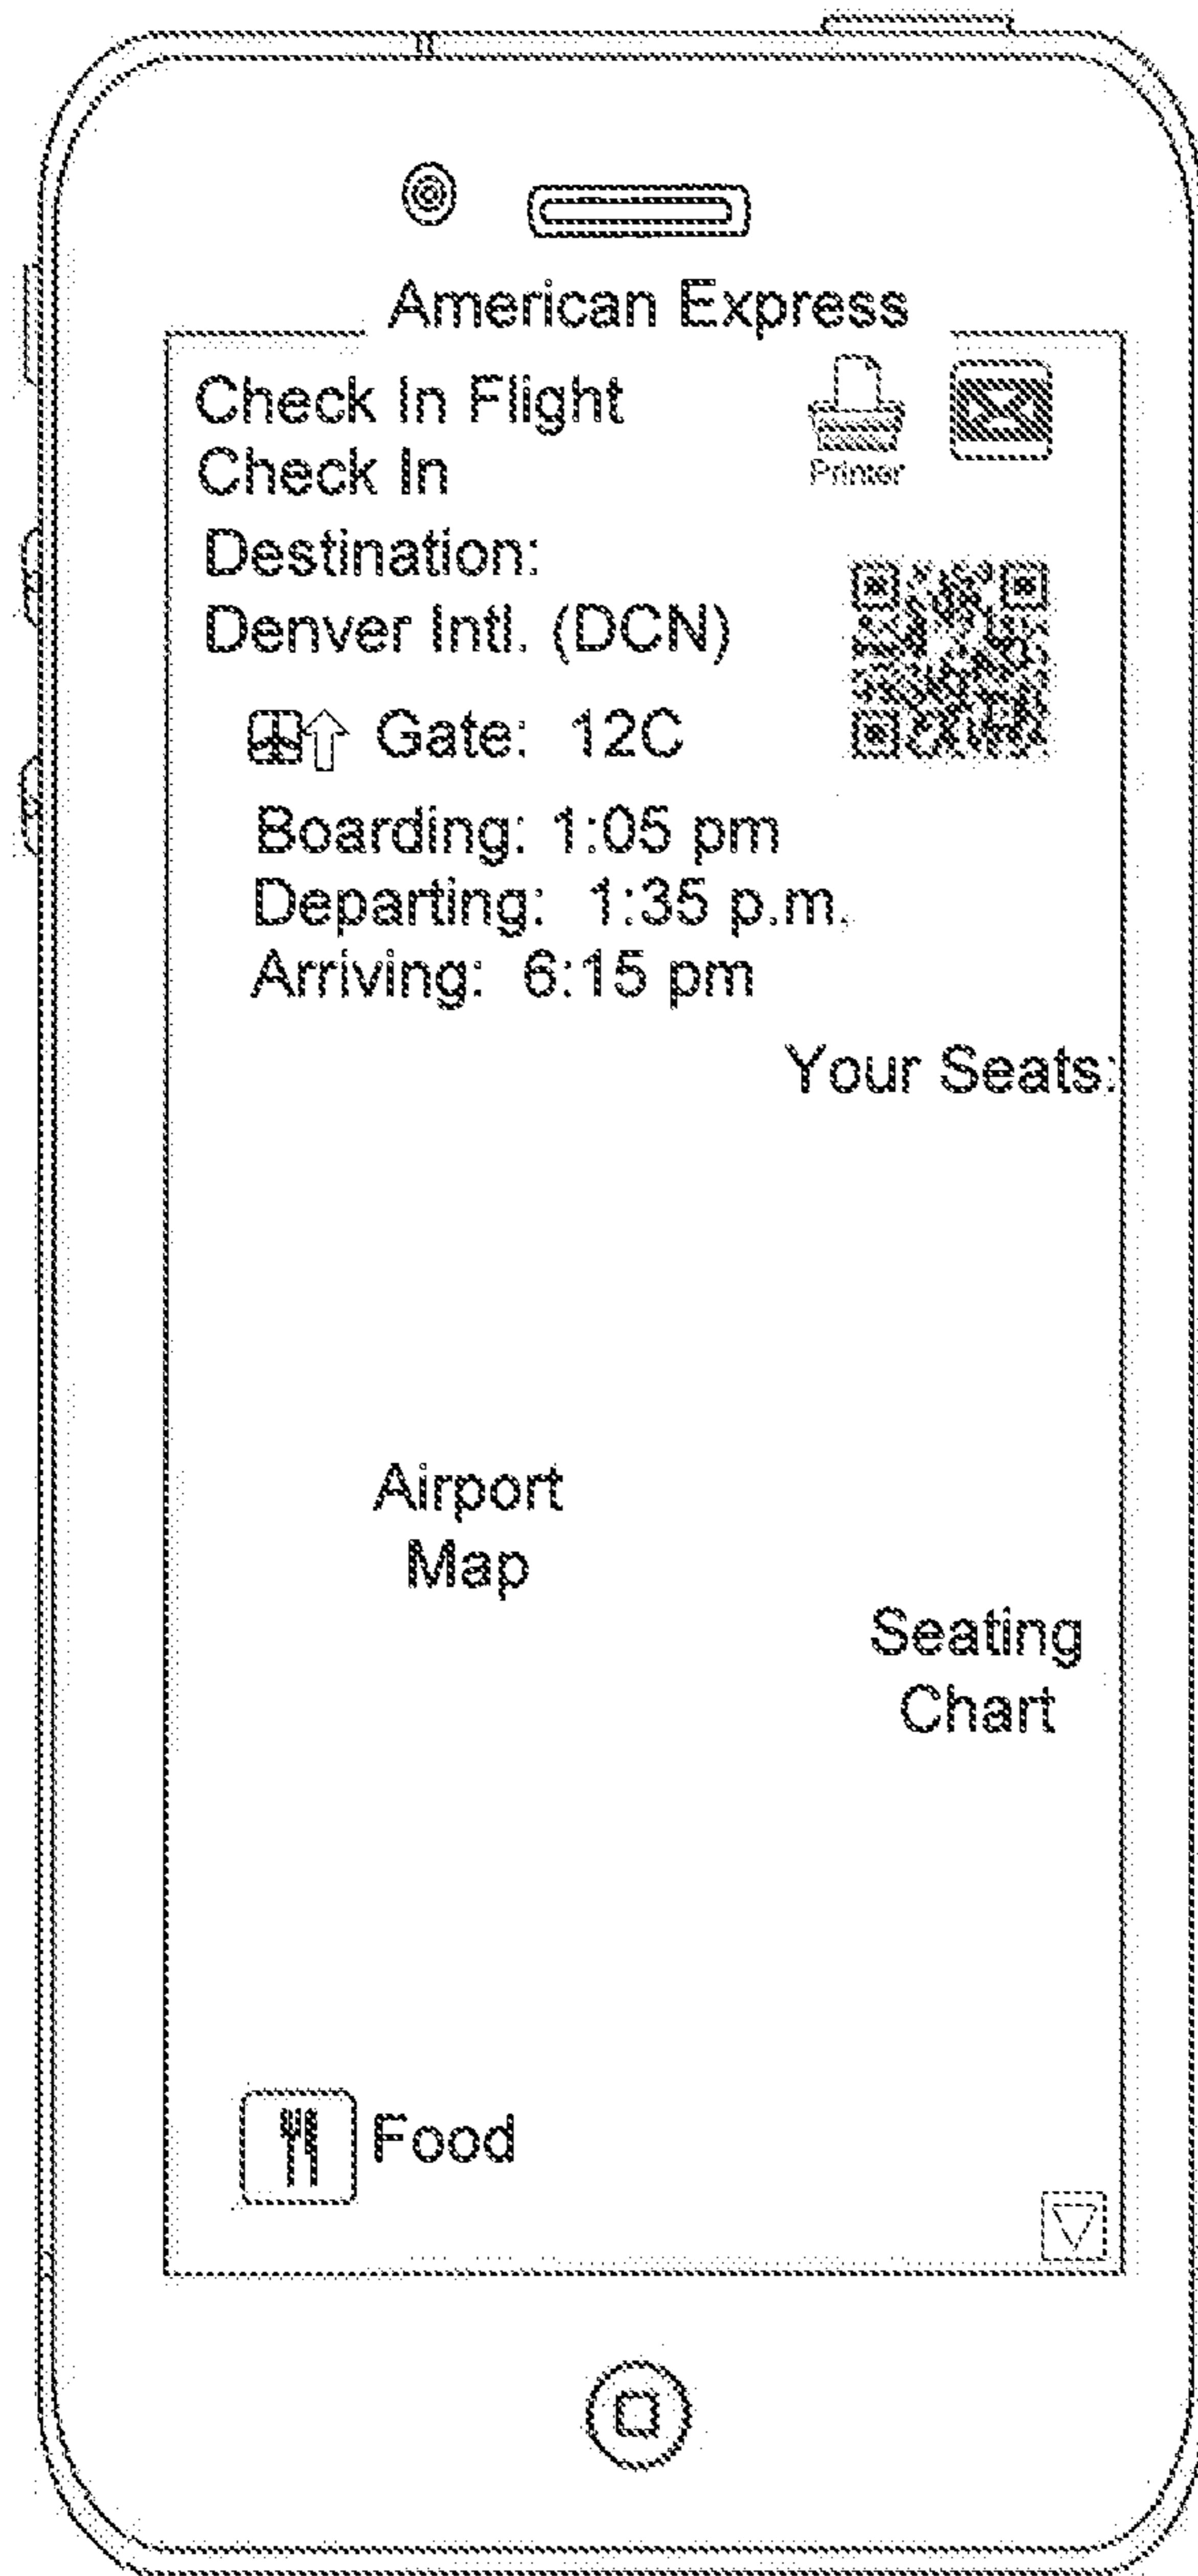 American Express
Check In Flight
Check In
Printer
Destination:
Denver Intl. (DCN)
Gate: 12C
Boarding: 1:05 pm
Departing: 1:35 p.m.
Arriving: 6:15 pm
Your Seats:
Airport
Map
Seating
Chart
Food